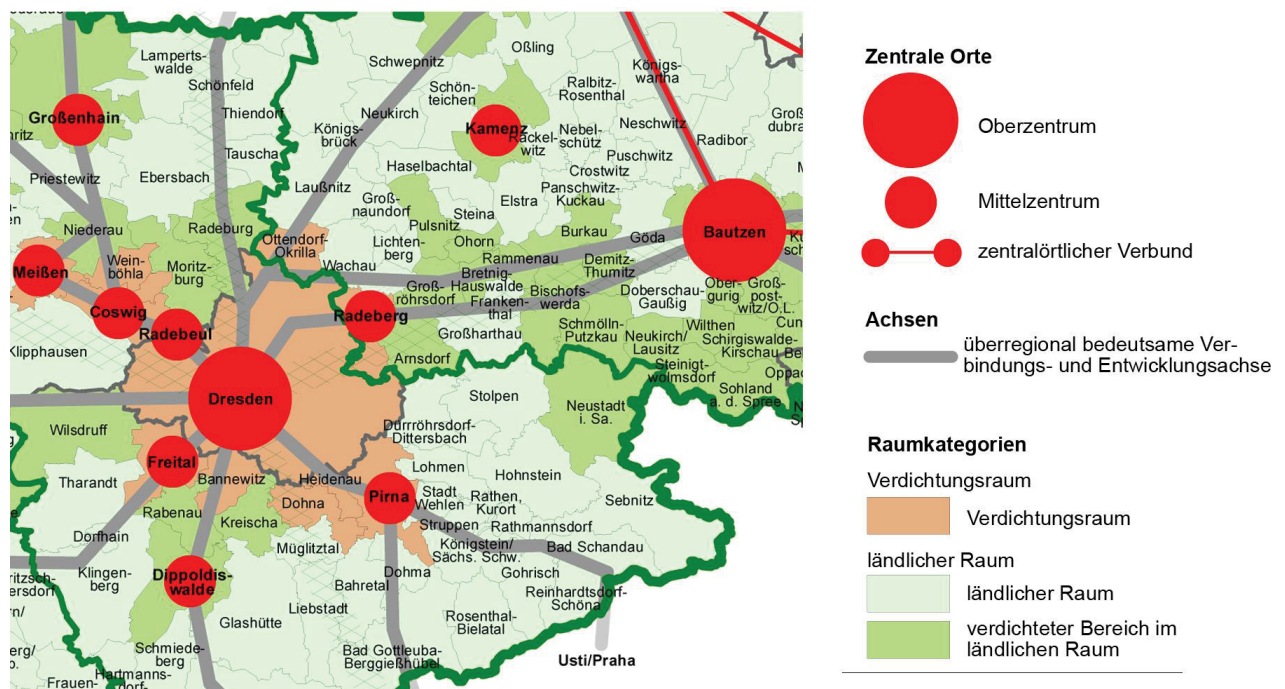 Lamperts-
walde
Schönfeld
Großenhain
Thiendorf
Tauscha
Priestewitz
Ebersbach
Niederau
Radeburg
Wein-
böhla
Moritz-
burg
Meißen
Coswig
Radebeul
Klipphausen
Schwepnitz
Oßling
Königs-
wartha
Schön-
teichen
Ralbitz-
Rosenthal
Neukirch
Königs-
brück
Kamenz
Räckel-
witz
Nebel-
schütz
Neschwitz
Groß
dubra
Radibor
Puschwitz
Crostwitz
Haselbachtal
Laußnitz
Panschwitz-
Kuckau
Elstra
Groß-
naundorf
Steina
Pulsnitz
Ottendorf-
Okrilla
Lichten-
berg
Ohorn
Burkau
Göda
Bautzen
Wachau
Rammenau
Demitz-
Thumitz
Bretnig-
Hauswalde
Groß-
röhrsdorf
Bischofs-
werda
Franken-
thal
Doberschau-
Gaußig
Ober-
gurig
Groß-
post-
witz/O.L.
Radeberg
Großharthau
Schmölln-
Putzkau
Neukirch/
Lausitz
Wilthen
Schirgiswalde-
Kirschau
Arnsdorf
Steinigt-
wolmsdorf
Sohland
a. d. Spree
Dresden
Stolpen
Neustadt
i. Sa.
Wilsdruff
Dürrröhrsdorf-
Dittersbach
Freital
Bannewitz
Heidenau
Lohmen
Hohnstein
Tharandt
Rabenau
Dohna
Pirna
Stadt
Wehlen
Rathen,
Kurort
Sebnitz
Kreischa
Struppen
Rathmannsdorf
Dorfhain
Müglitztal
Königstein/
Sächs. Schw.
Bad Schandau
Klingen-
berg
Dippoldis-
walde
Bahretal
Dohma
Gohrisch
Reinhardtsdorf-
Schöna
Liebstadt
Glashütte
Rosenthal-
Bielatal
Schmiede-
berg
Bad Gottleuba-
Berggießhübel
Usti/Praha
Hartmanns-
dorf-
Frauen-
Zentrale Orte
Oberzentrum
Mittelzentrum
zentralörtlicher Verbund
Achsen
überregional bedeutsame Ver-
bindungs- und Entwicklungsachse
Raumkategorien
Verdichtungsraum
Verdichtungsraum
ländlicher Raum
ländlicher Raum
verdichteter Bereich im
ländlichen Raum